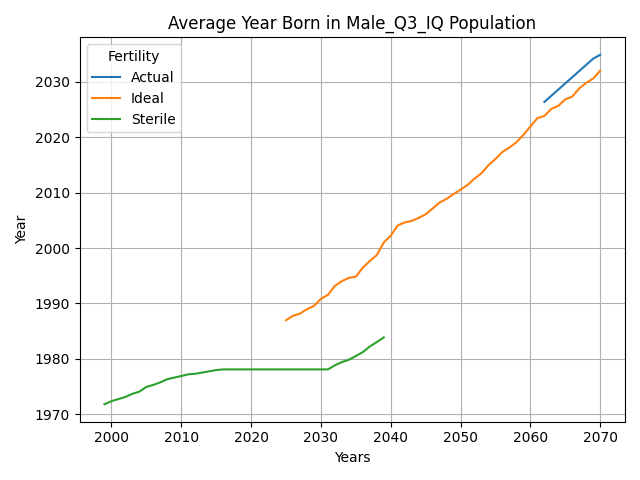 Average Year Born in Male_Q3_IQ Population
Fertility
Actual
Ideal
Sterile
Year
2030
2020
2010
2000
1990
1980
1970
2000 2010 2020 2030 2040 2050 2060 2070
Years